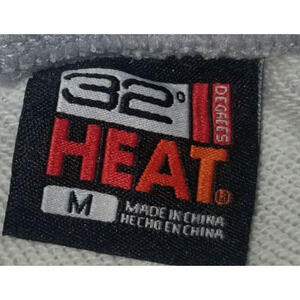 32°
DEGREES
HEAT®
M
MADE IN CHINA
HECHO EN CHINA